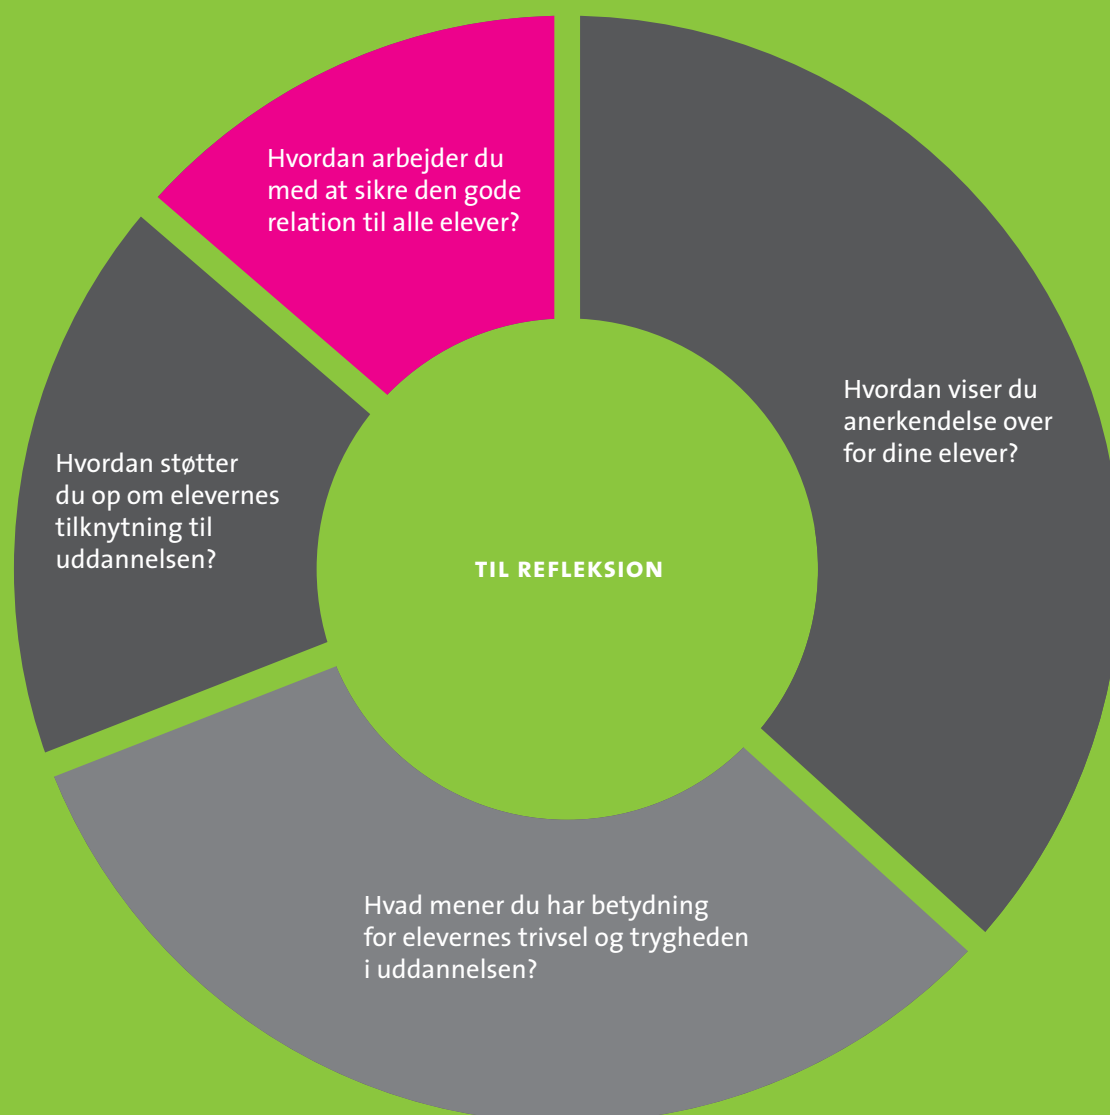 Hvordan arbejder du
med at sikre den gode
relation til alle elever?
Hvordan viser du
anerkendelse over
for dine elever?
Hvordan støtter
du op om elevernes
tilknytning til
uddannelsen?
TIL REFLEKSION
Hvad mener du har betydning
for elevernes trivsel og trygheden
i uddannelsen?